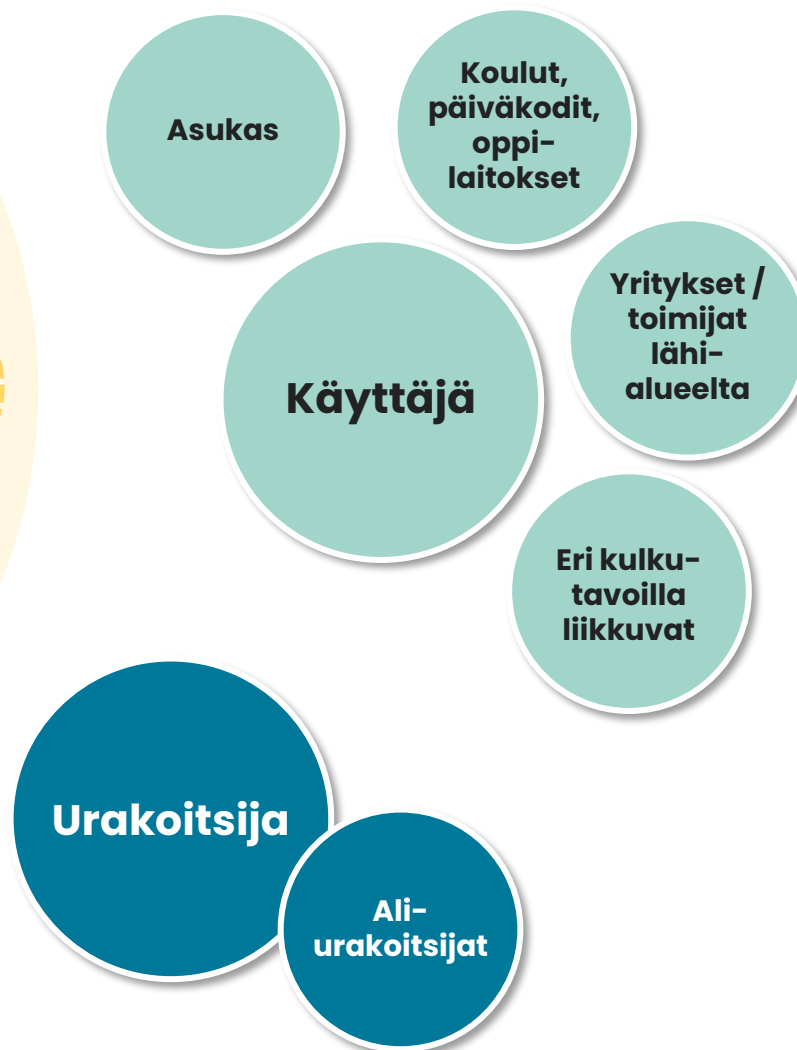 Asukas
Koulut,
päiväkodit,
oppi-
laitokset
Yritykset /
toimijat
lähi-
alueelta
Käyttäjä
Eri kulku-
tavoilla
liikkuvat
Urakoitsija
Ali-
urakoitsijat